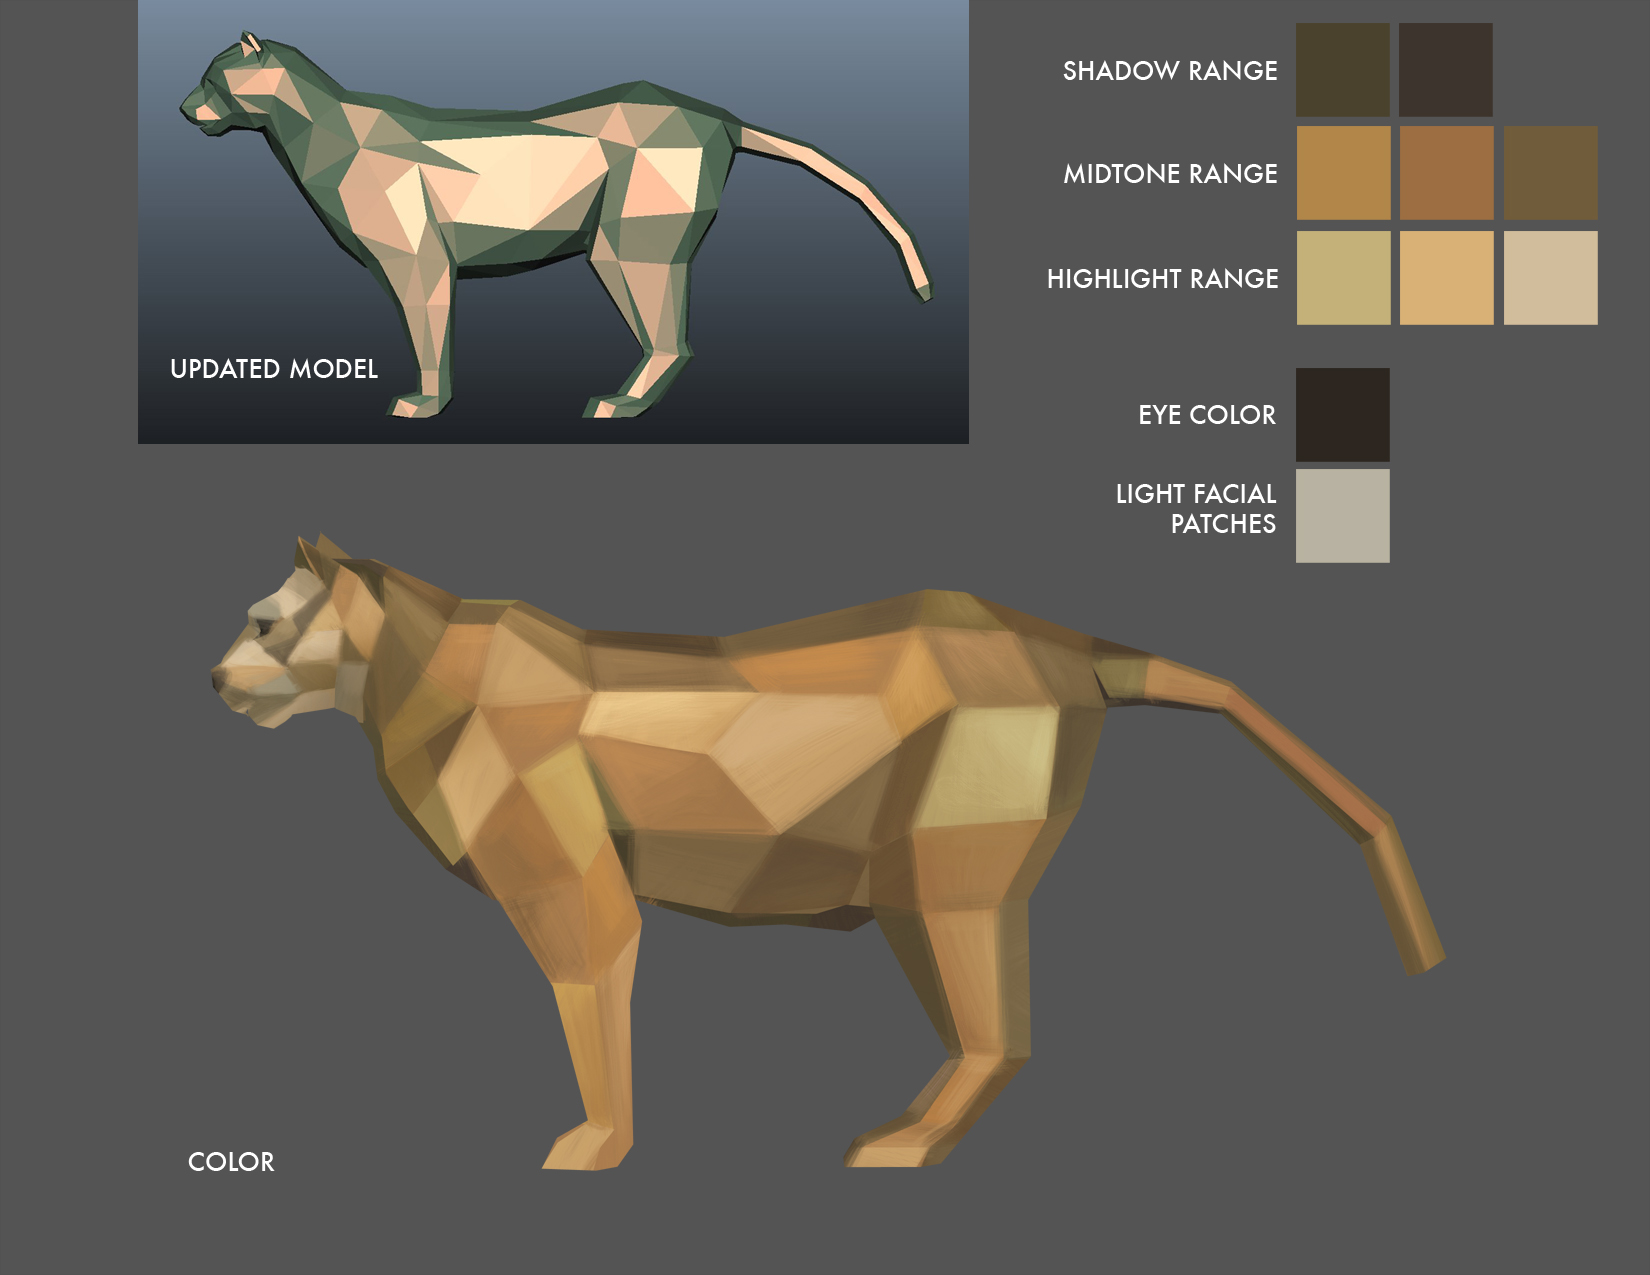 UPDATED MODEL
SHADOW RANGE
MIDTONE RANGE
HIGHLIGHT RANGE
EYE COLOR
LIGHT FACIAL
PATCHES
COLOR